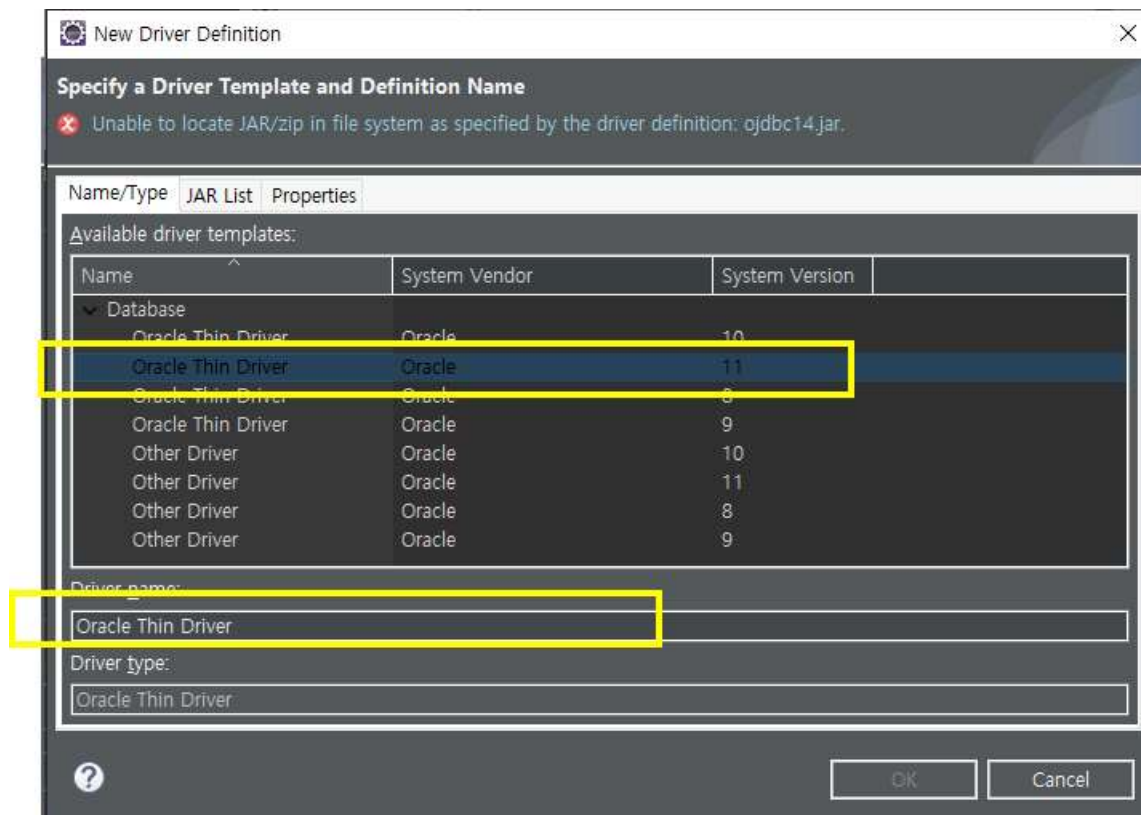 New Driver Definition
Specify a Driver Template and Definition Name
Unable to locate JAR/zip in file system as specified by the driver definition: ojdbc14.jar.
Name/Type JAR List Properties
Available driver templates:
Name System Vendor System Version
Database
Oracle Thin Driver Oracle 10
Oracle Thin Driver Oracle 11
Oracle Thin Driver Oracle 8
Oracle Thin Driver Oracle 9
Other Driver Oracle 10
Other Driver Oracle 11
Other Driver Oracle 8
Other Driver Oracle 9
Driver name:
Oracle Thin Driver
Driver type:
Oracle Thin Driver
? OK Cancel